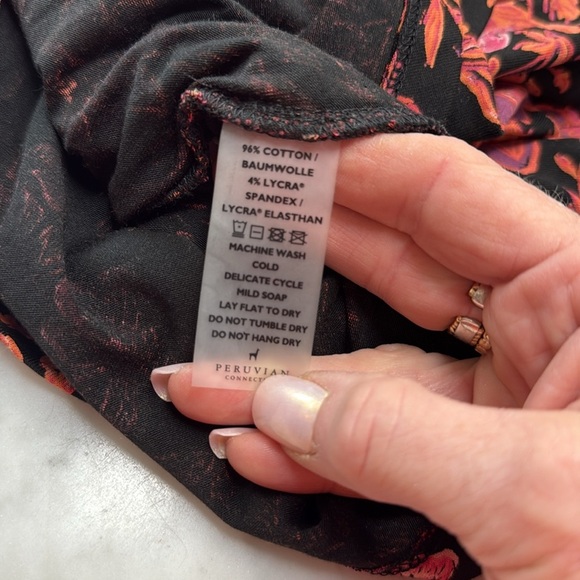 96% COTTON /
BAUMWOLLE
4% LYCRA®
SPANDEX /
LYCRA® ELASTHAN
MACHINE WASH
COLD
DELICATE CYCLE
MILD SOAP
LAY FLAT TO DRY
DO NOT TUMBLE DRY
DO NOT HANG DRY
PERUVIAN